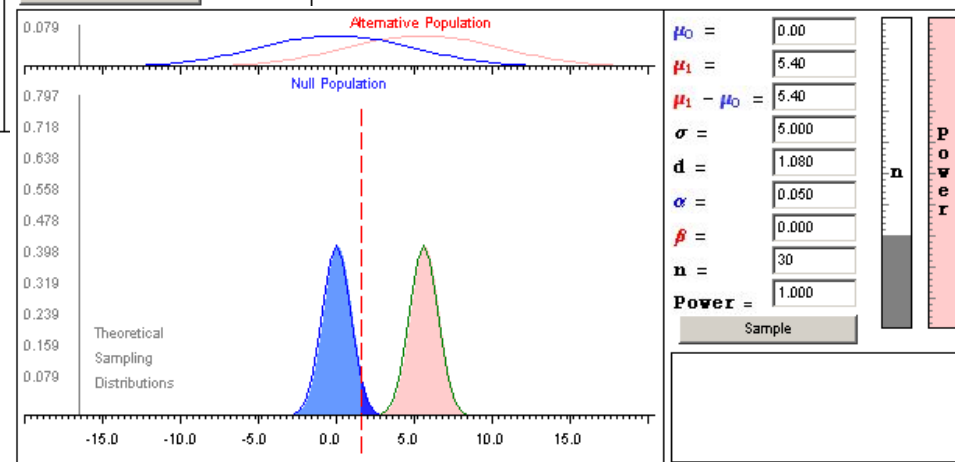 0.079
Alternative Population
Null Population
0.797
0.718
0.638
0.558
0.478
0.398
0.319
0.239
0.159
0.079
Theoretical
Sampling
Distributions
-15.0 -10.0 -5.0 0.0 5.0 10.0 15.0
μ0 = 0.00
μ1 = 5.40
μ1 - μ0 = 5.40
σ = 5.000
d = 1.080
α = 0.050
β = 0.000
n = 30
Power = 1.000
Sample
n
Power